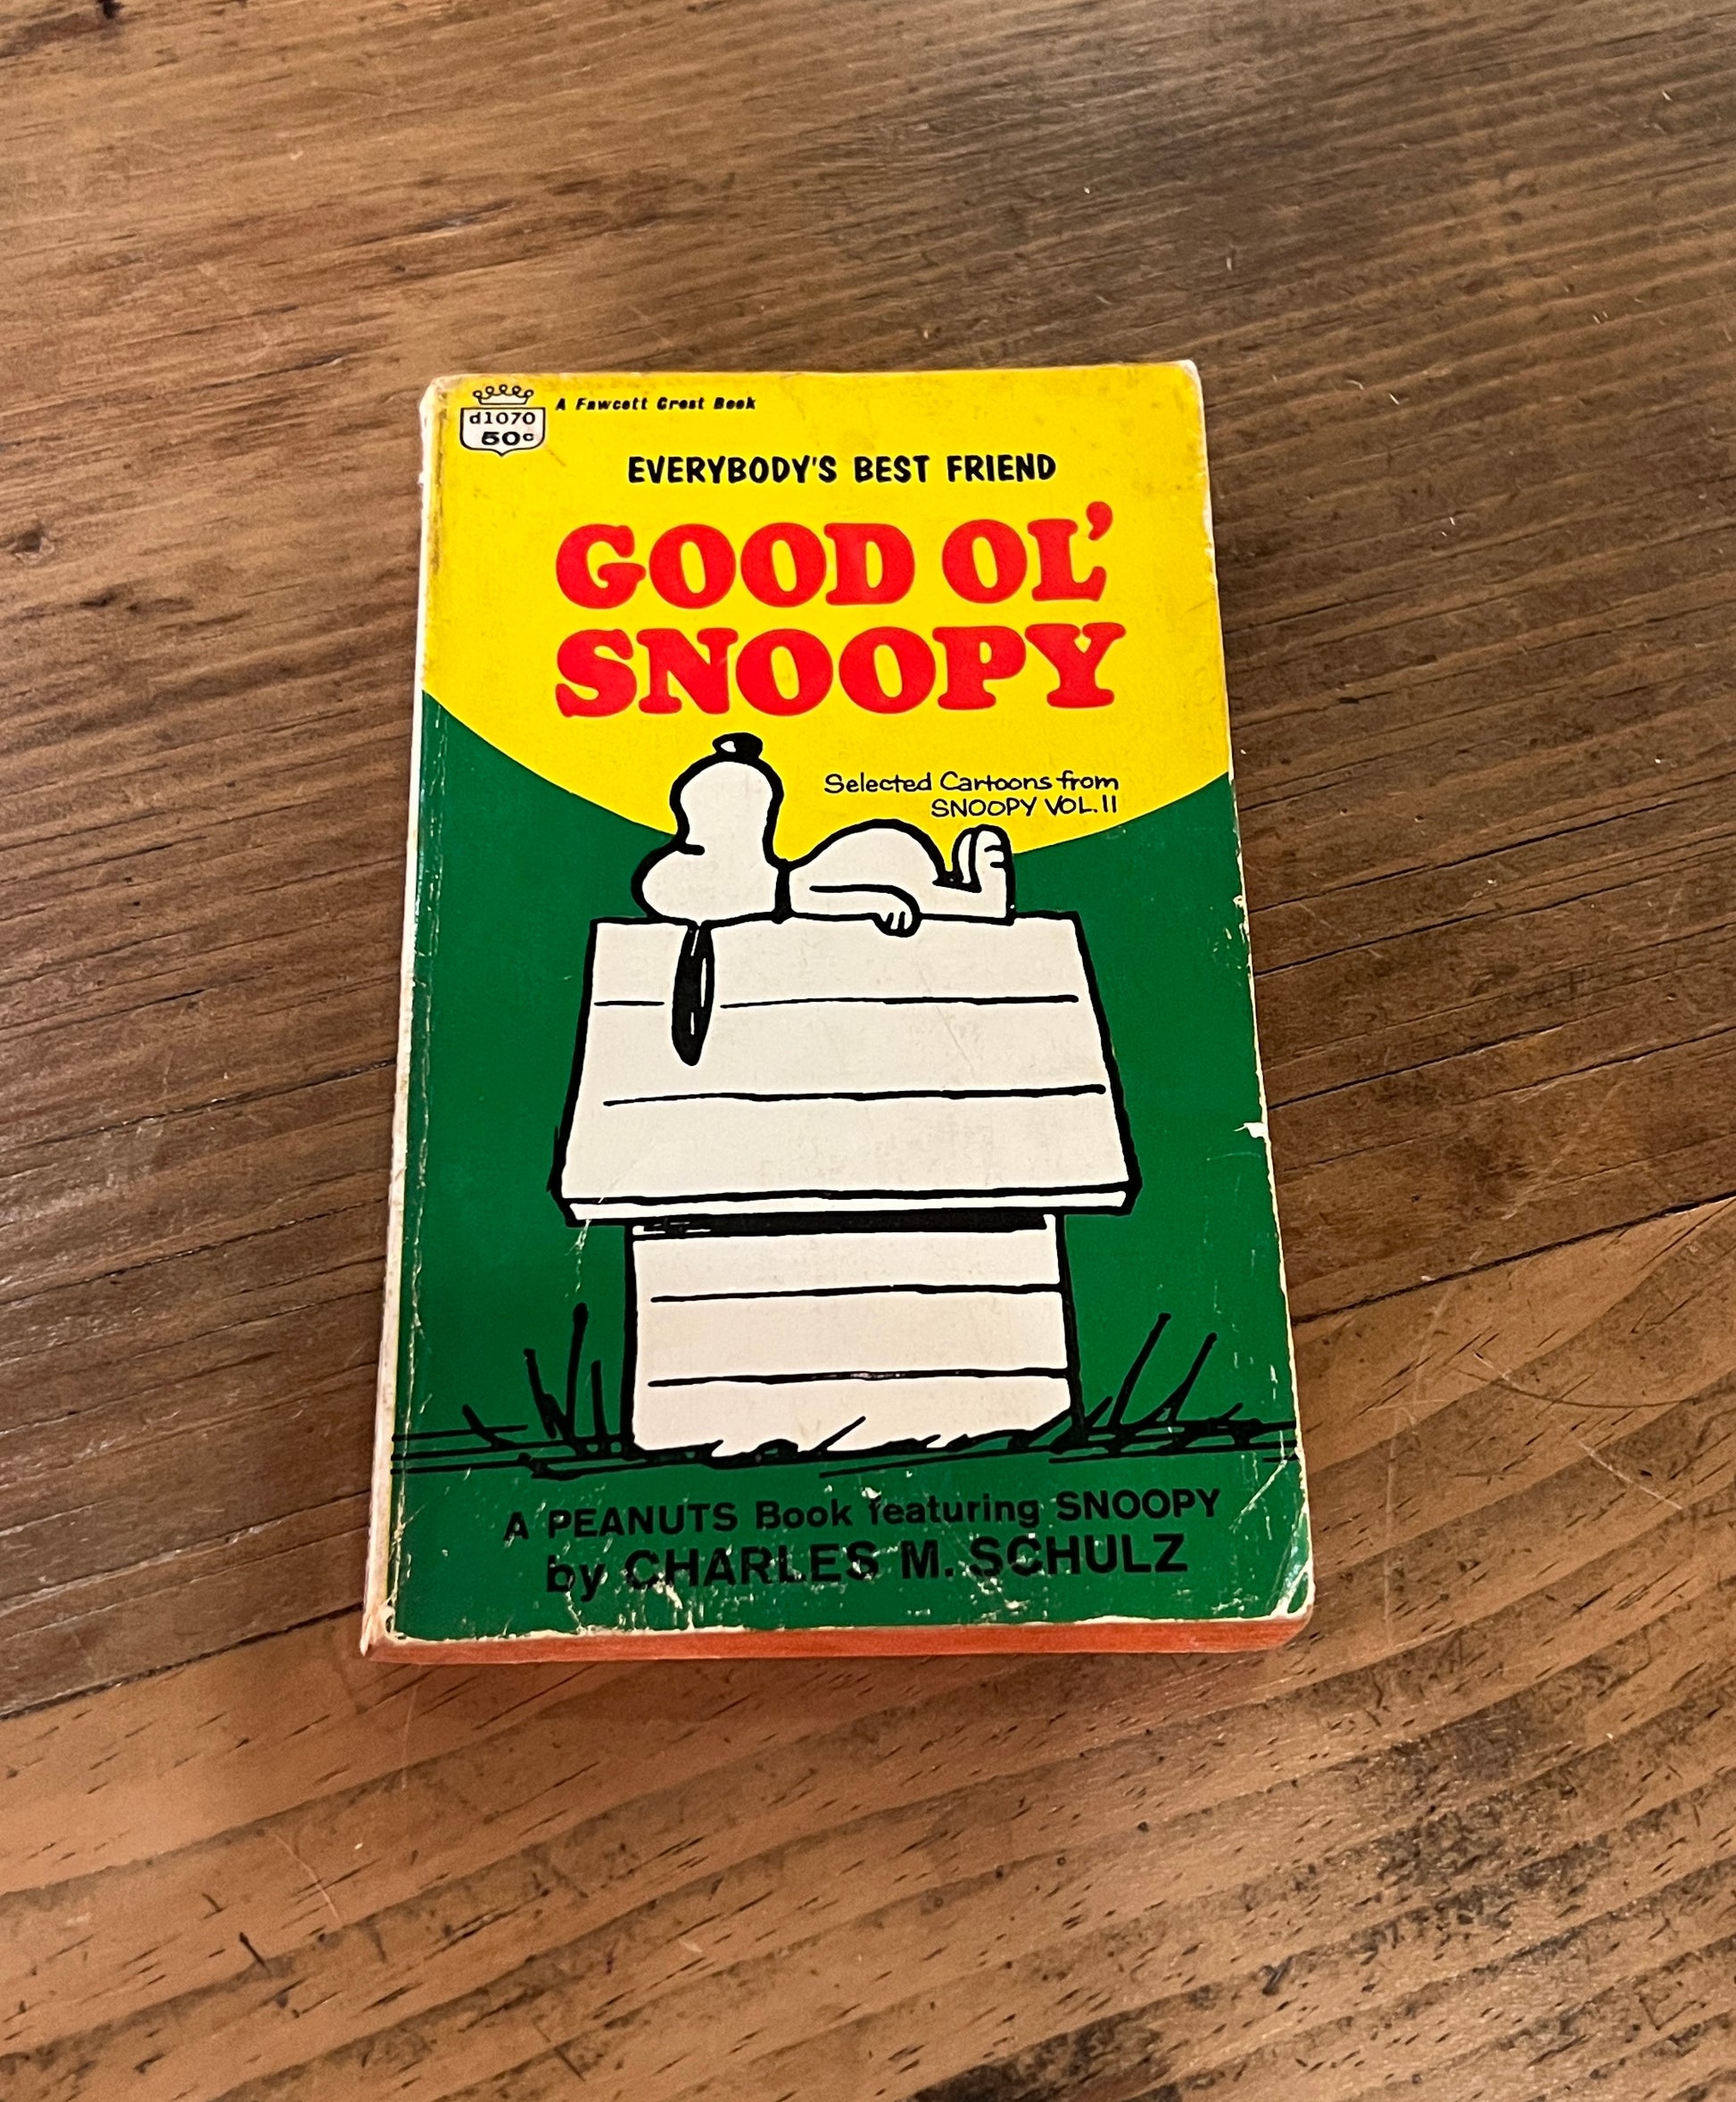 d1070
50c
A Fawcett Crest Book
EVERYBODY'S BEST FRIEND
GOOD OL'
SNOOPY
Selected Cartoons from
SNOOPY VOL. II
A PEANUTS Book featuring SNOOPY
by CHARLES M. SCHULZ